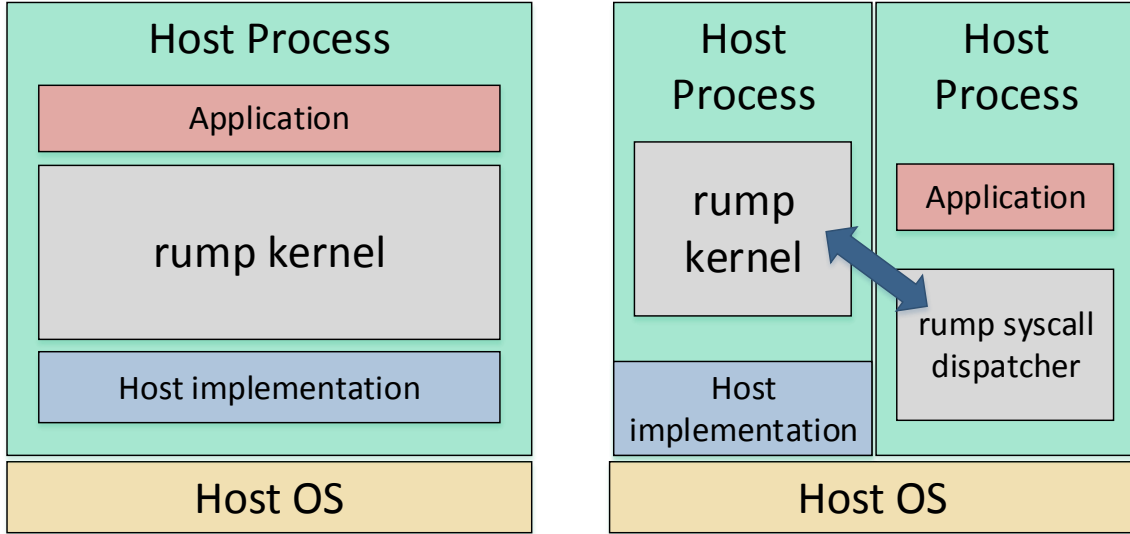 Host Process
Application
rump kernel
Host implementation
Host OS
Host
Process
rump
kernel
Host
implementation
Host
Process
Application
rump syscall
dispatcher
Host OS